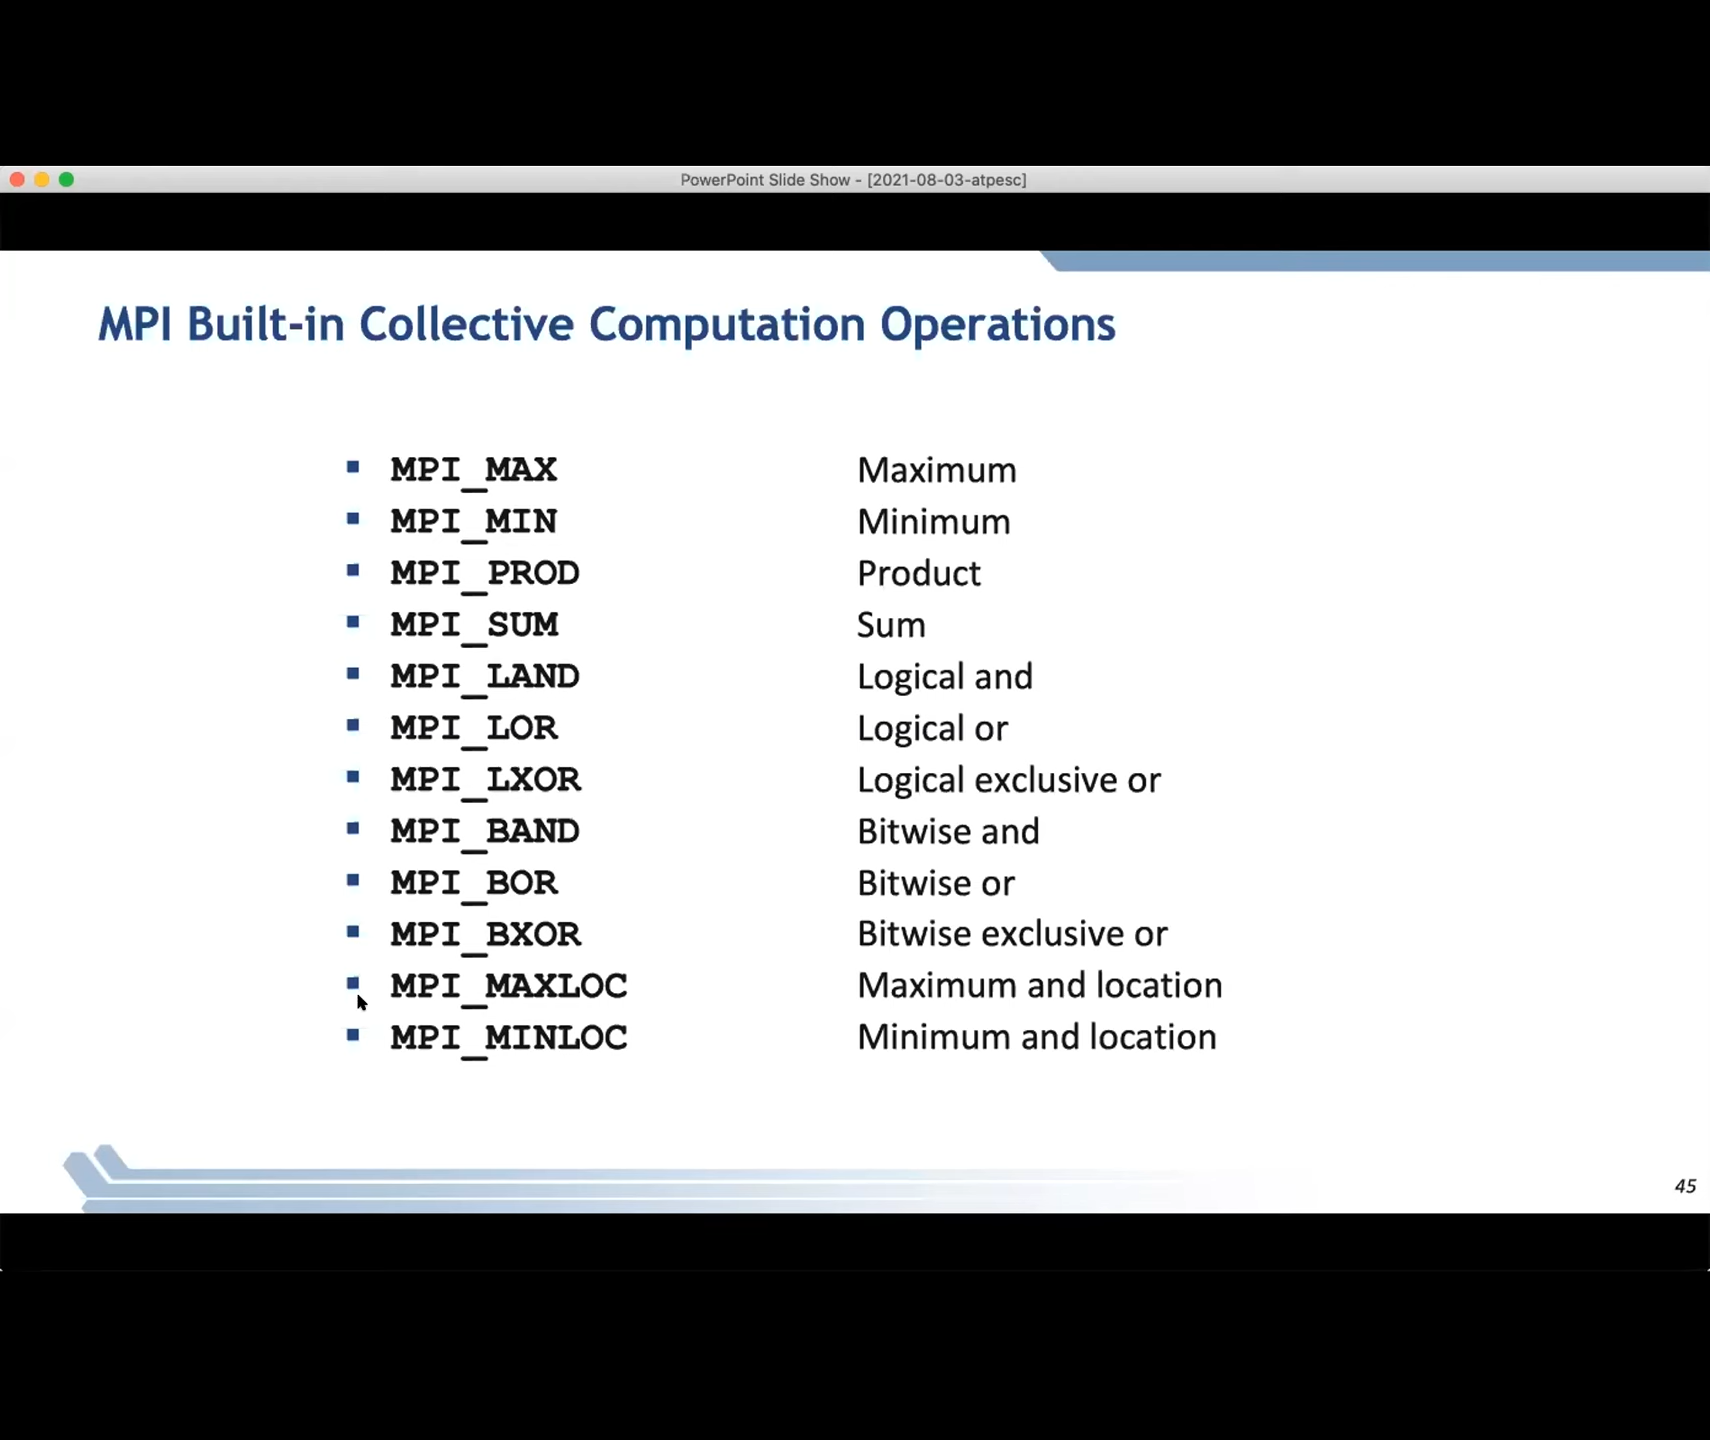 PowerPoint Slide Show - [2021-08-03-atpesc]
MPI Built-in Collective Computation Operations
MPI_MAX Maximum
MPI_MIN Minimum
MPI_PROD Product
MPI_SUM Sum
MPI_LAND Logical and
MPI_LOR Logical or
MPI_LXOR Logical exclusive or
MPI_BAND Bitwise and
MPI_BOR Bitwise or
MPI_BXOR Bitwise exclusive or
MPI_MAXLOC Maximum and location
MPI_MINLOC Minimum and location
45